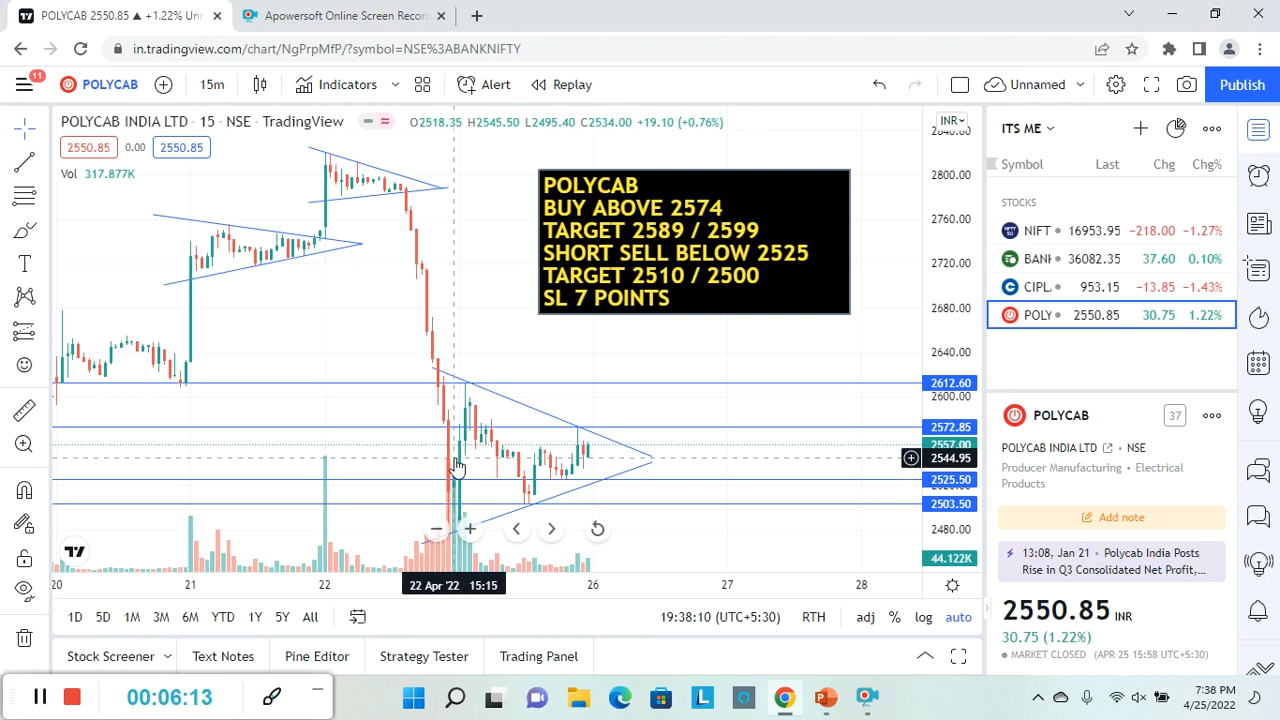 POLYCAB 2550.85 ▲ +1.22% Unn
Apowersoft Online Screen Recor
in.tradingview.com/chart/NgPrpMfP/?symbol=NSE%3ABANKNIFTY
11
POLYCAB
15m
Indicators
Alert
Replay
Unnamed
Publish
POLYCAB INDIA LTD · 15 · NSE · TradingView
O2518.35 H2545.50 L2495.40 C2534.00 +19.10 (+0.76%)
2550.85 0.00 2550.85
Vol 317.877K
POLYCAB
BUY ABOVE 2574
TARGET 2589 / 2599
SHORT SELL BELOW 2525
TARGET 2510 / 2500
SL 7 POINTS
INR
2840.00
2800.00
2760.00
2720.00
2680.00
2640.00
2612.60
2600.00
2572.85
2557.00
2544.95
2525.50
2503.50
2480.00
44.122K
20 21 22 22 Apr '22 15:15 26 27 28
1D 5D 1M 3M 6M YTD 1Y 5Y All
19:38:10 (UTC+5:30) RTH adj % log auto
Stock Screener Text Notes Pine Editor Strategy Tester Trading Panel
ITS ME
Symbol Last Chg Chg%
STOCKS
NIFT 16953.95 −218.00 −1.27%
BANK 36082.35 37.60 0.10%
CIPL 953.15 −13.85 −1.43%
POLY 2550.85 30.75 1.22%
POLYCAB
37
POLYCAB INDIA LTD • NSE
Producer Manufacturing • Electrical
Products
Add note
13:08, Jan 21 • Polycab India Posts
Rise in Q3 Consolidated Net Profit,...
2550.85 INR
30.75 (1.22%)
MARKET CLOSED (APR 25 15:58 UTC+5:30)
00:06:13
7:38 PM
4/25/2022